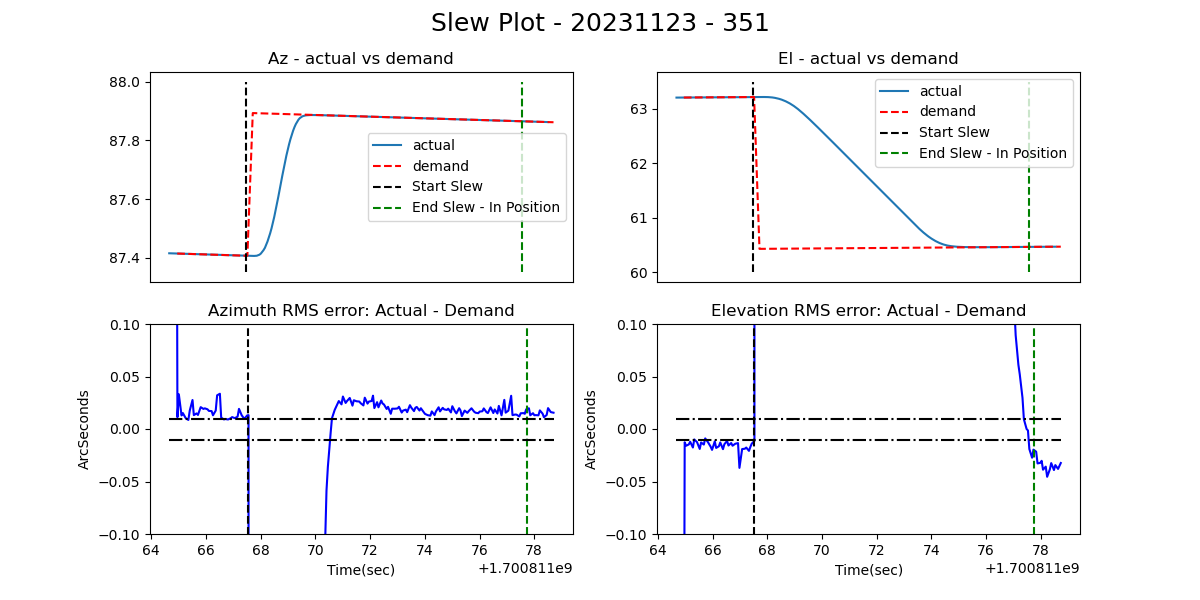 Slew Plot - 20231123 - 351
Az - actual vs demand
88.0
87.8
87.6
87.4
actual
demand
Start Slew
End Slew - In Position
El - actual vs demand
63
62
61
60
actual
demand
Start Slew
End Slew - In Position
Azimuth RMS error: Actual - Demand
ArcSeconds
0.10
0.05
0.00
−0.05
−0.10
64 66 68 70 72 74 76 78
Time(sec)
+1.700811e9
Elevation RMS error: Actual - Demand
ArcSeconds
0.10
0.05
0.00
−0.05
−0.10
64 66 68 70 72 74 76 78
Time(sec)
+1.700811e9